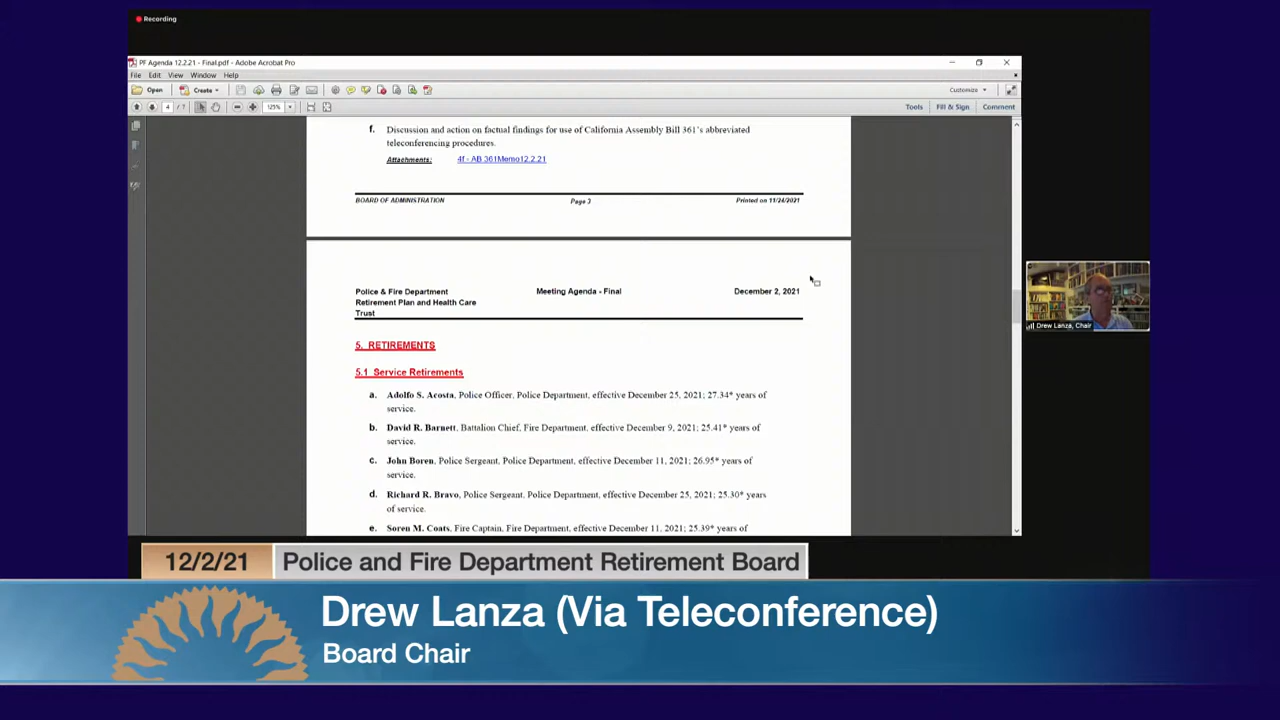 Recording
PF Agenda 12.2.21 - Final.pdf - Adobe Acrobat Pro
File Edit View Window Help
Open Create Customize
4 / 7 125% Tools Fill & Sign Comment
f. Discussion and action on factual findings for use of California Assembly Bill 361's abbreviated
teleconferencing procedures.
Attachments: 4f - AB 361Memo12.2.21
BOARD OF ADMINISTRATION Page 3 Printed on 11/24/2021
Police & Fire Department Meeting Agenda - Final December 2, 2021
Retirement Plan and Health Care
Trust
5. RETIREMENTS
5.1 Service Retirements
a. Adolfo S. Acosta, Police Officer, Police Department, effective December 25, 2021; 27.34* years of
service.
b. David R. Barnett, Battalion Chief, Fire Department, effective December 9, 2021; 25.41* years of
service.
c. John Boren, Police Sergeant, Police Department, effective December 11, 2021; 26.95* years of
service.
d. Richard R. Bravo, Police Sergeant, Police Department, effective December 25, 2021; 25.30* years
of service.
e. Soren M. Coats, Fire Captain, Fire Department, effective December 11, 2021; 25.39* years of
Drew Lanza, Chair
12/2/21 Police and Fire Department Retirement Board
Drew Lanza (Via Teleconference)
Board Chair